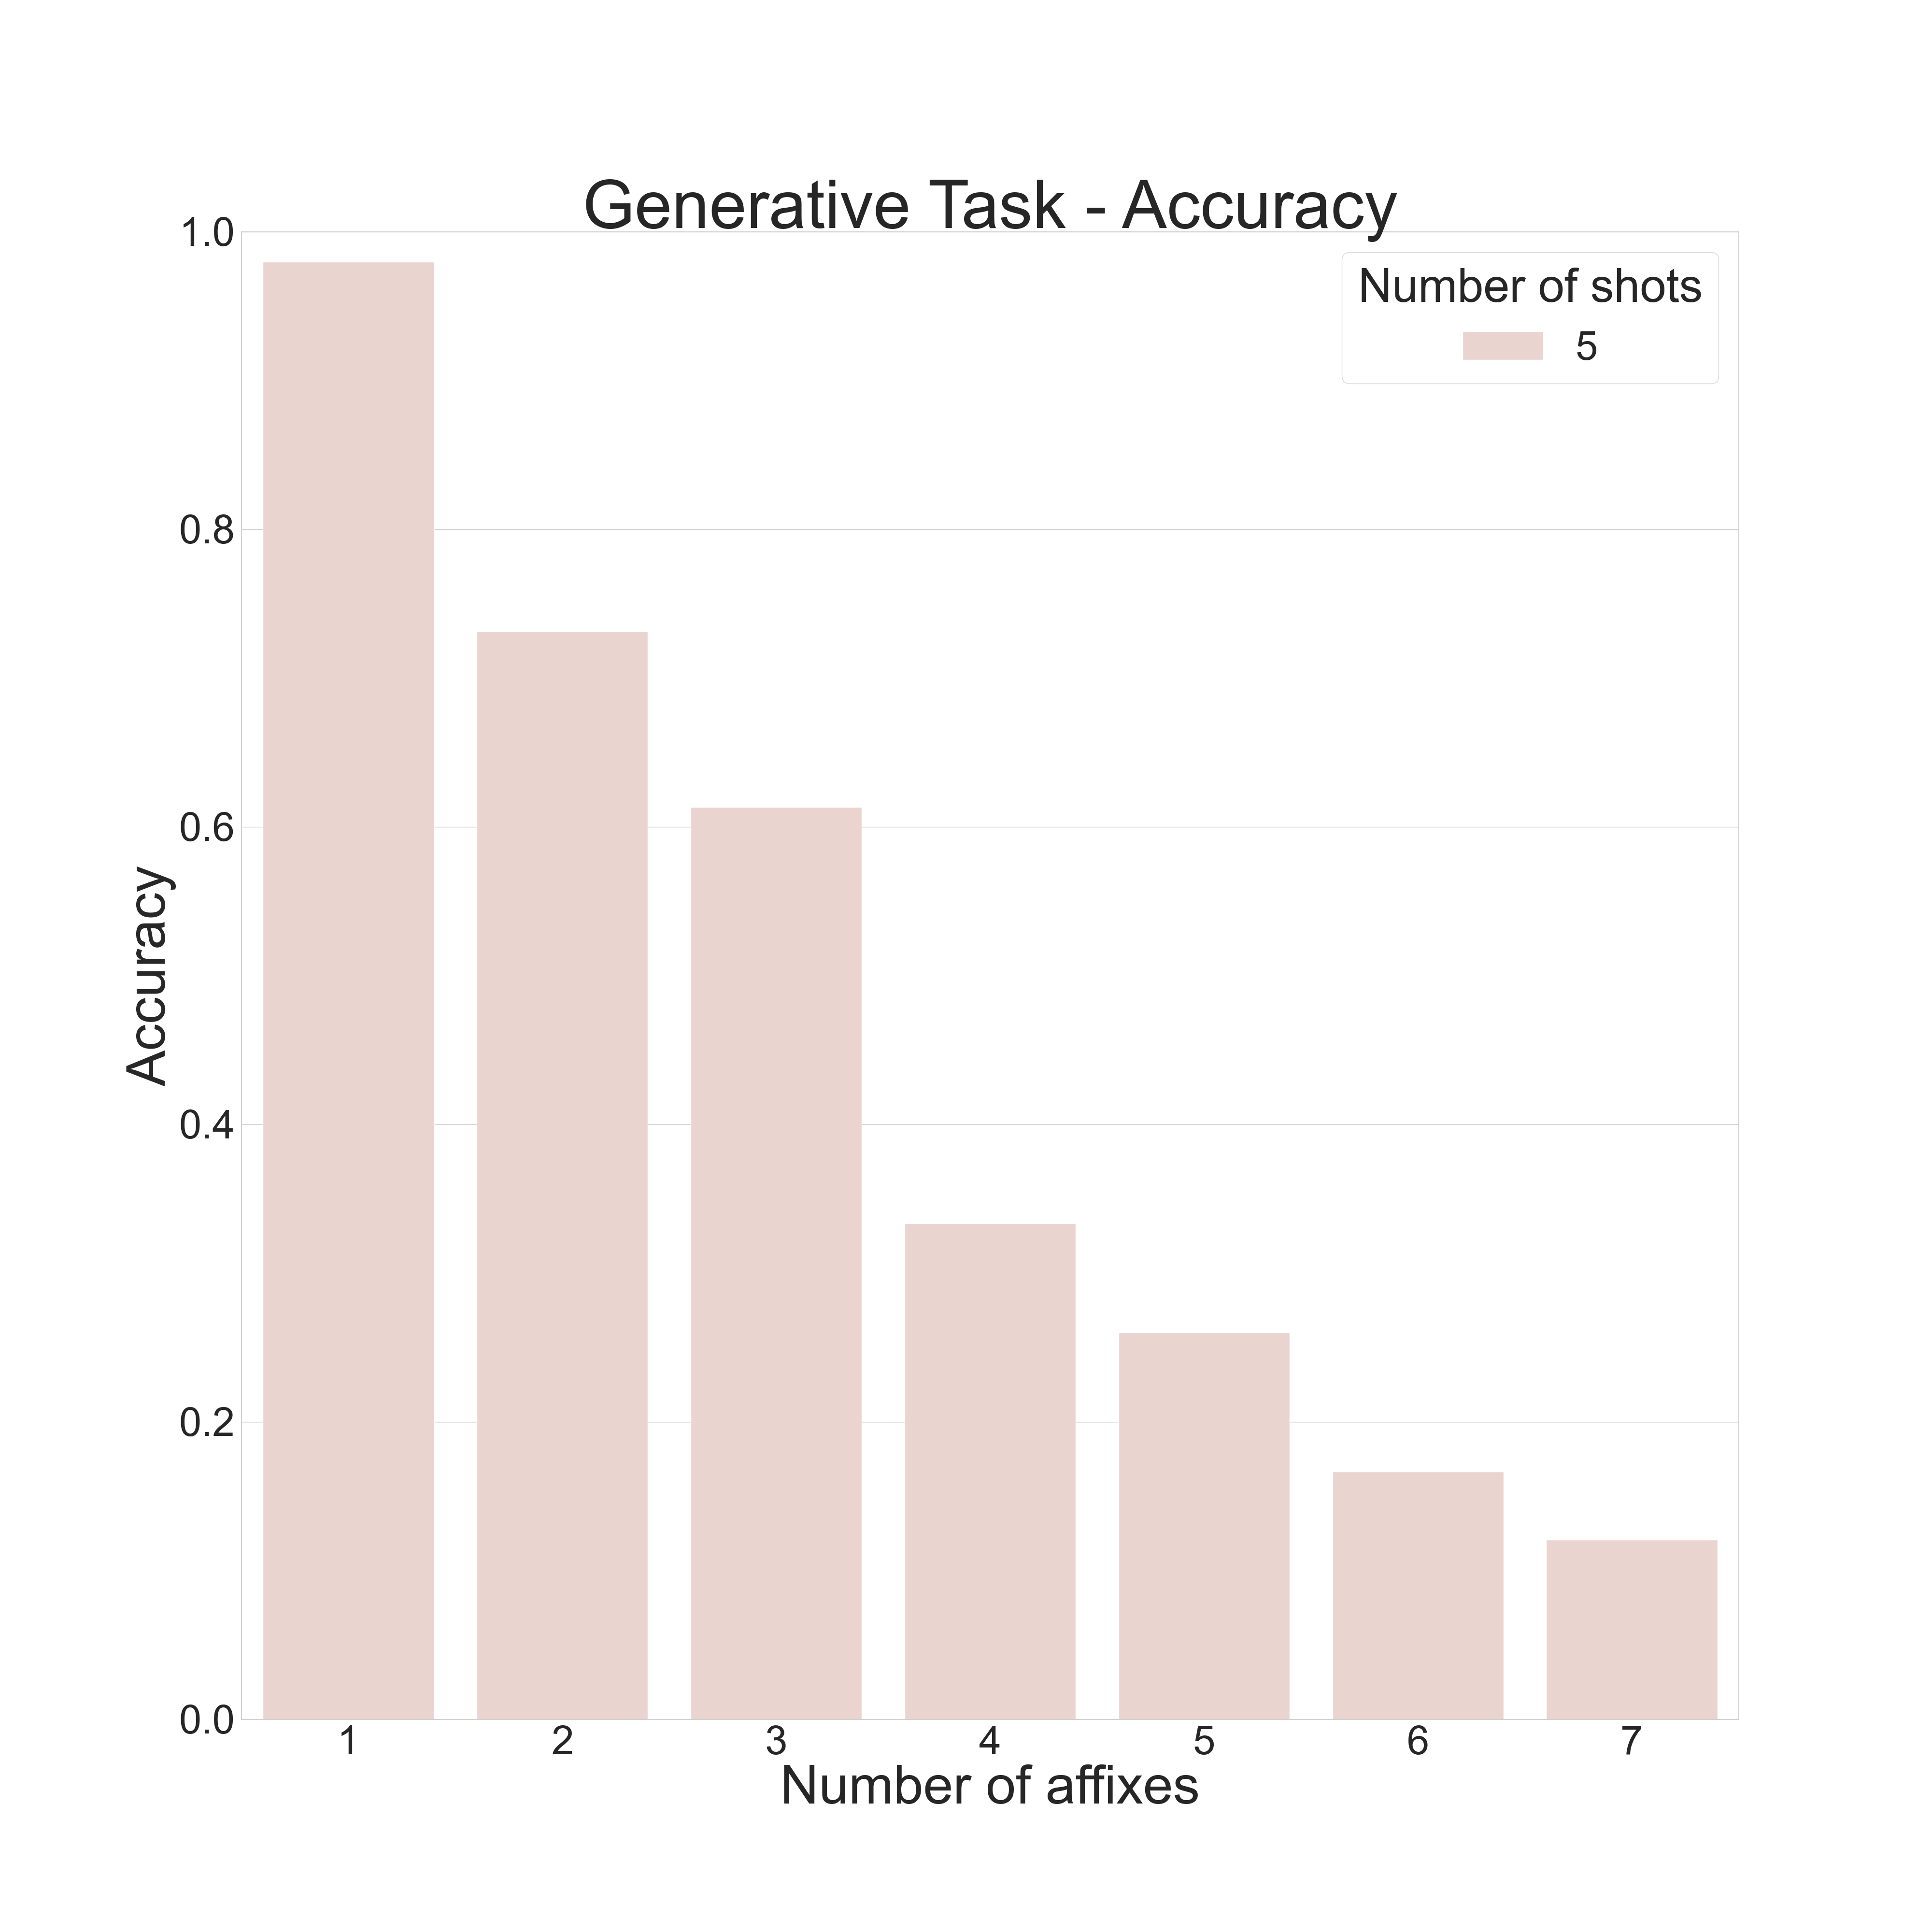 Generative Task - Accuracy
Number of shots
5
Accuracy
1.0
0.8
0.6
0.4
0.2
0.0
1 2 3 4 5 6 7
Number of affixes